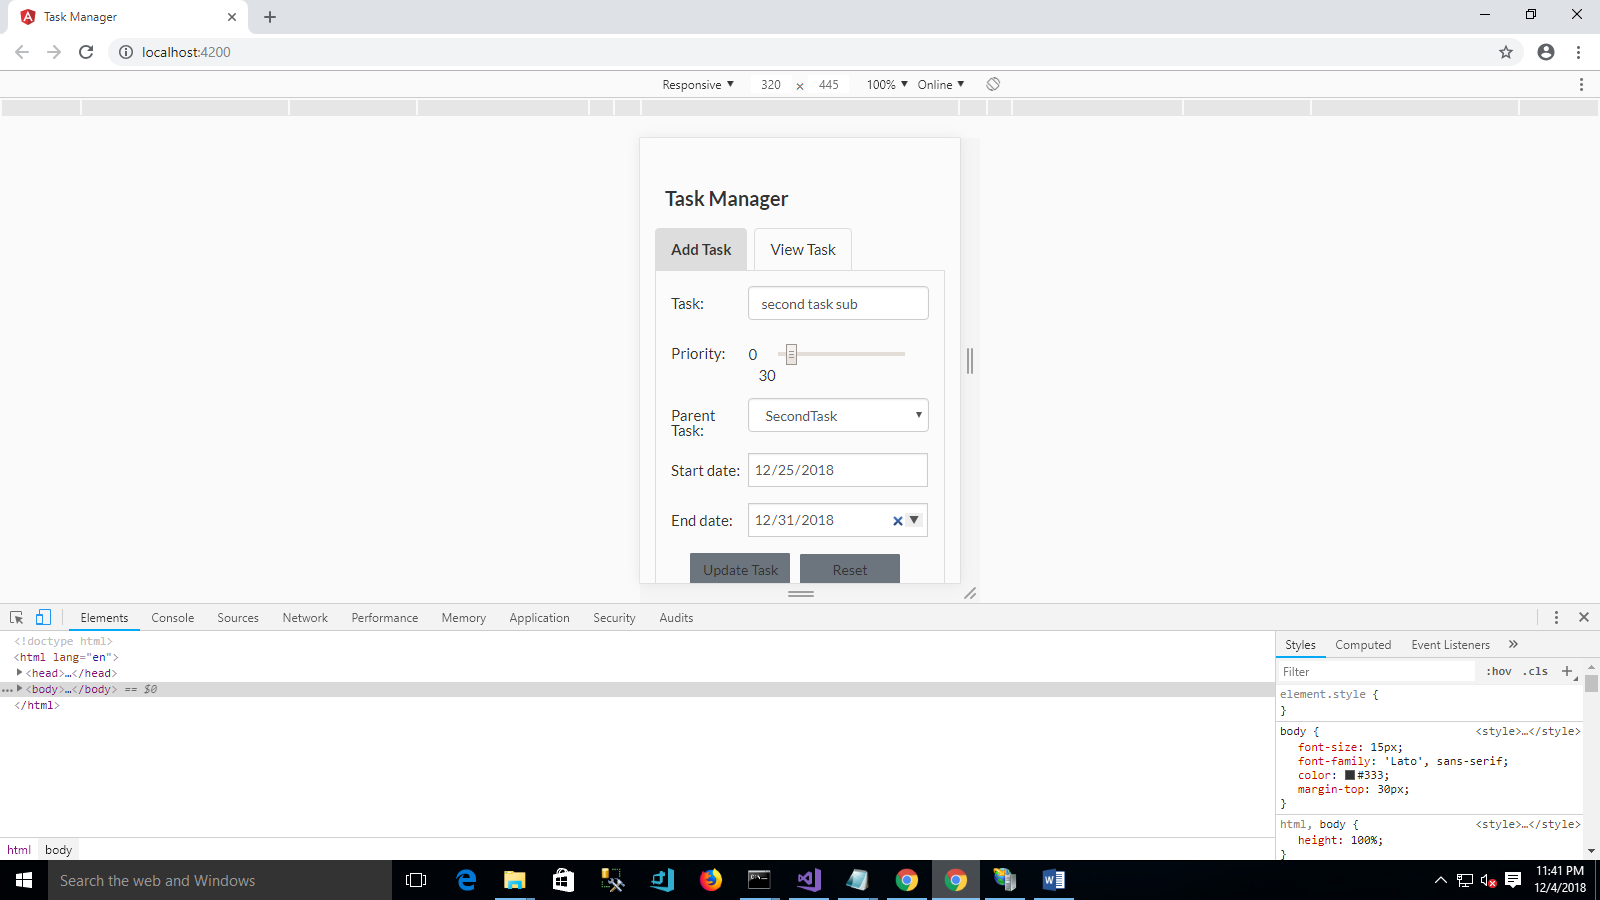 Task Manager
localhost:4200
Responsive ▼ 320 × 445 100% ▼ Online ▼
Task Manager
Add Task View Task
Task: second task sub
Priority: 0
30
Parent Task: SecondTask
Start date: 12/25/2018
End date: 12/31/2018
Update Task Reset
Elements Console Sources Network Performance Memory Application Security Audits
<!doctype html>
<html lang="en">
<head>…</head>
<body>…</body> == $0
</html>
html body
Styles Computed Event Listeners »
Filter :hov .cls +
element.style {
}
body { <style>…</style>
font-size: 15px;
font-family: 'Lato', sans-serif;
color: #333;
margin-top: 30px;
}
html, body { <style>…</style>
height: 100%;
}
Search the web and Windows
11:41 PM
12/4/2018